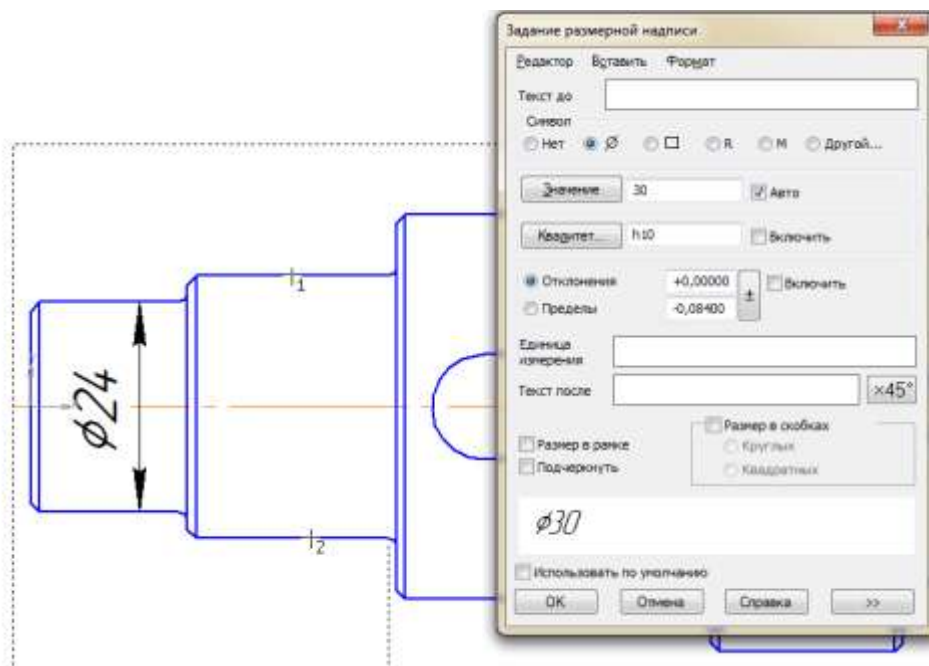 Задание размерной надписи
Редактор Вставить Формат
Текст до
Символ
Нет Ø □ R M Другой...
Значение 30 Авто
Квалитет... h10 Включить
Отклонения +0,00000 ± Включить
Пределы -0,08400
Единица
измерения
Текст после ×45°
Размер в скобках
Размер в рамке Круглых
Подчеркнуть Квадратных
ϕ30
Использовать по умолчанию
OK Отмена Справка >>
ϕ24
1
2